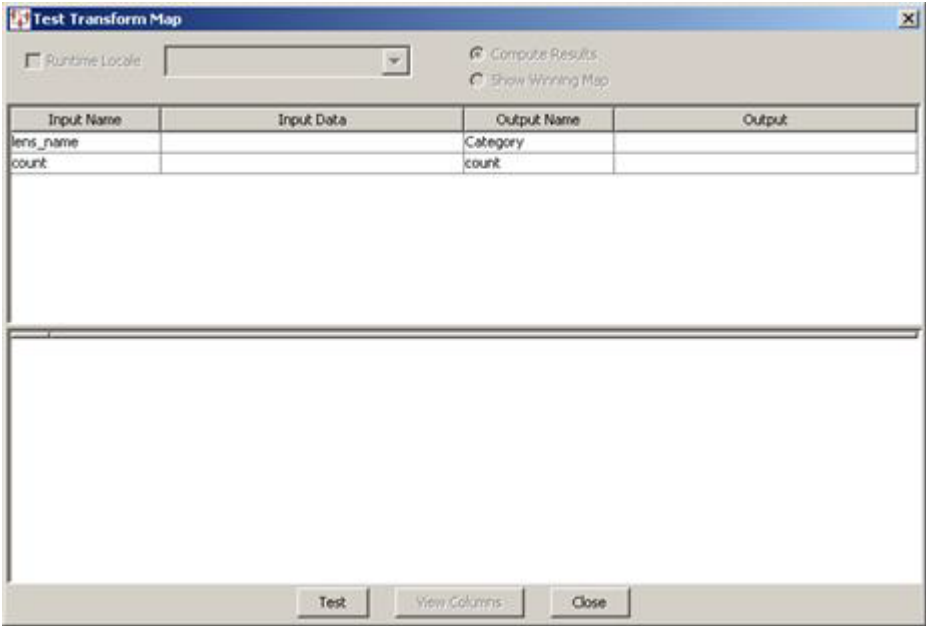 Test Transform Map
Runtime Locale
Compute Results
Show Winning Map
Input Name Input Data Output Name Output
lens_name Category
count count
Test View Columns Close